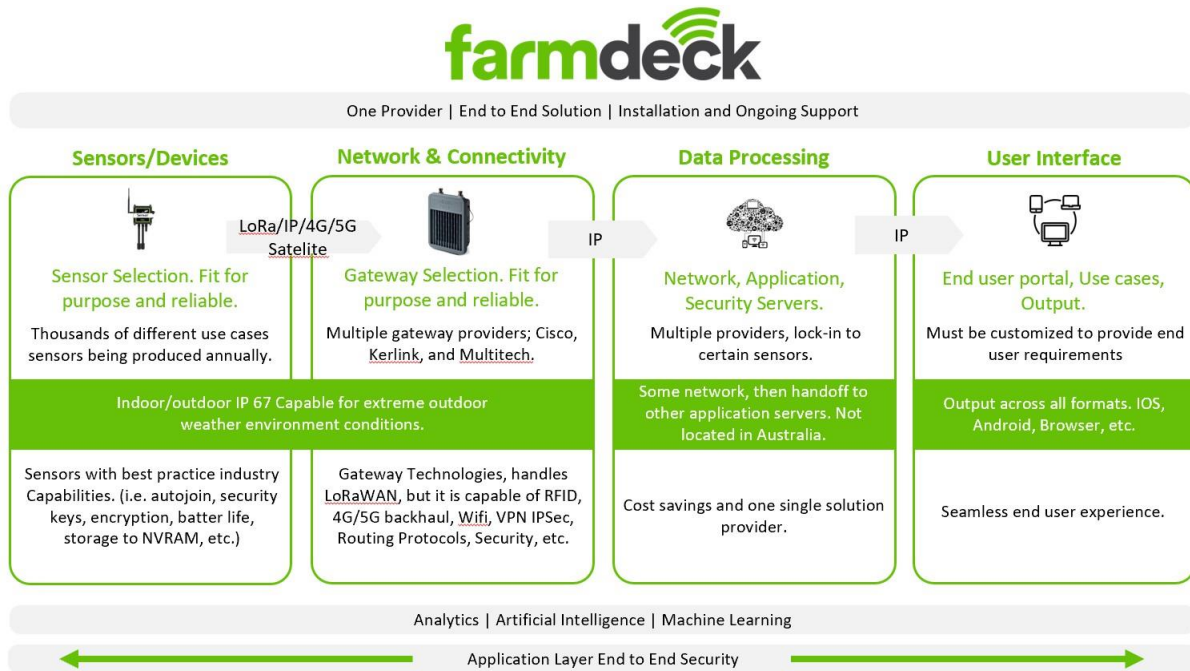 farmdeck
One Provider | End to End Solution | Installation and Ongoing Support
Sensors/Devices
Network & Connectivity
Data Processing
User Interface
LoRa/IP/4G/5G
Satelite
IP
IP
Sensor Selection. Fit for
purpose and reliable.
Thousands of different use cases
sensors being produced annually.
Gateway Selection. Fit for
purpose and reliable.
Multiple gateway providers; Cisco,
Kerlink, and Multitech.
Indoor/outdoor IP 67 Capable for extreme outdoor
weather environment conditions.
Sensors with best practice industry
Capabilities. (i.e. autojoin, security
keys, encryption, batter life,
storage to NVRAM, etc.)
Gateway Technologies, handles
LoRaWAN, but it is capable of RFID,
4G/5G backhaul, Wifi, VPN IPSec,
Routing Protocols, Security, etc.
Network, Application,
Security Servers.
Multiple providers, lock-in to
certain sensors.
Some network, then handoff to
other application servers. Not
located in Australia.
Cost savings and one single solution
provider.
End user portal, Use cases,
Output.
Must be customized to provide end
user requirements
Output across all formats. IOS,
Android, Browser, etc.
Seamless end user experience.
Analytics | Artificial Intelligence | Machine Learning
Application Layer End to End Security